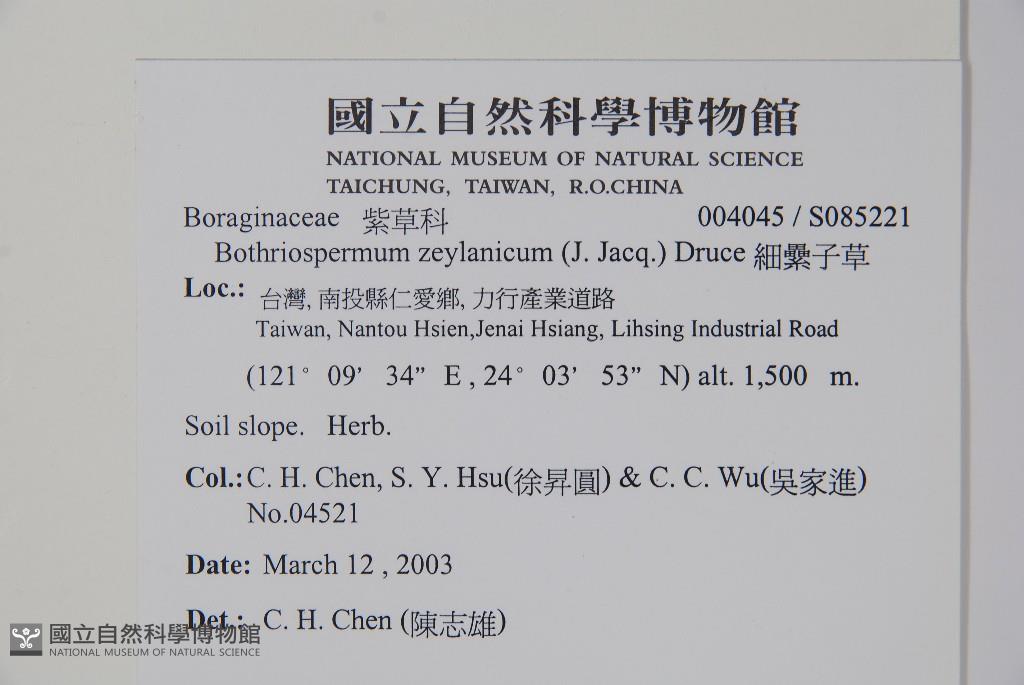 國立自然科學博物館
NATIONAL MUSEUM OF NATURAL SCIENCE
TAICHUNG, TAIWAN, R.O.CHINA
Boraginaceae 紫草科 004045 / S085221
Bothriospermum zeylanicum (J. Jacq.) Druce 細纍子草
Loc.: 台灣, 南投縣仁愛鄉, 力行產業道路
Taiwan, Nantou Hsien,Jenai Hsiang, Lihsing Industrial Road
(121° 09’ 34” E , 24° 03’ 53” N) alt. 1,500 m.
Soil slope. Herb.
Col.: C. H. Chen, S. Y. Hsu(徐昇圓) & C. C. Wu(吳家進)
No.04521
Date: March 12 , 2003
Det.: C. H. Chen (陳志雄)
國立自然科學博物館
NATIONAL MUSEUM OF NATURAL SCIENCE